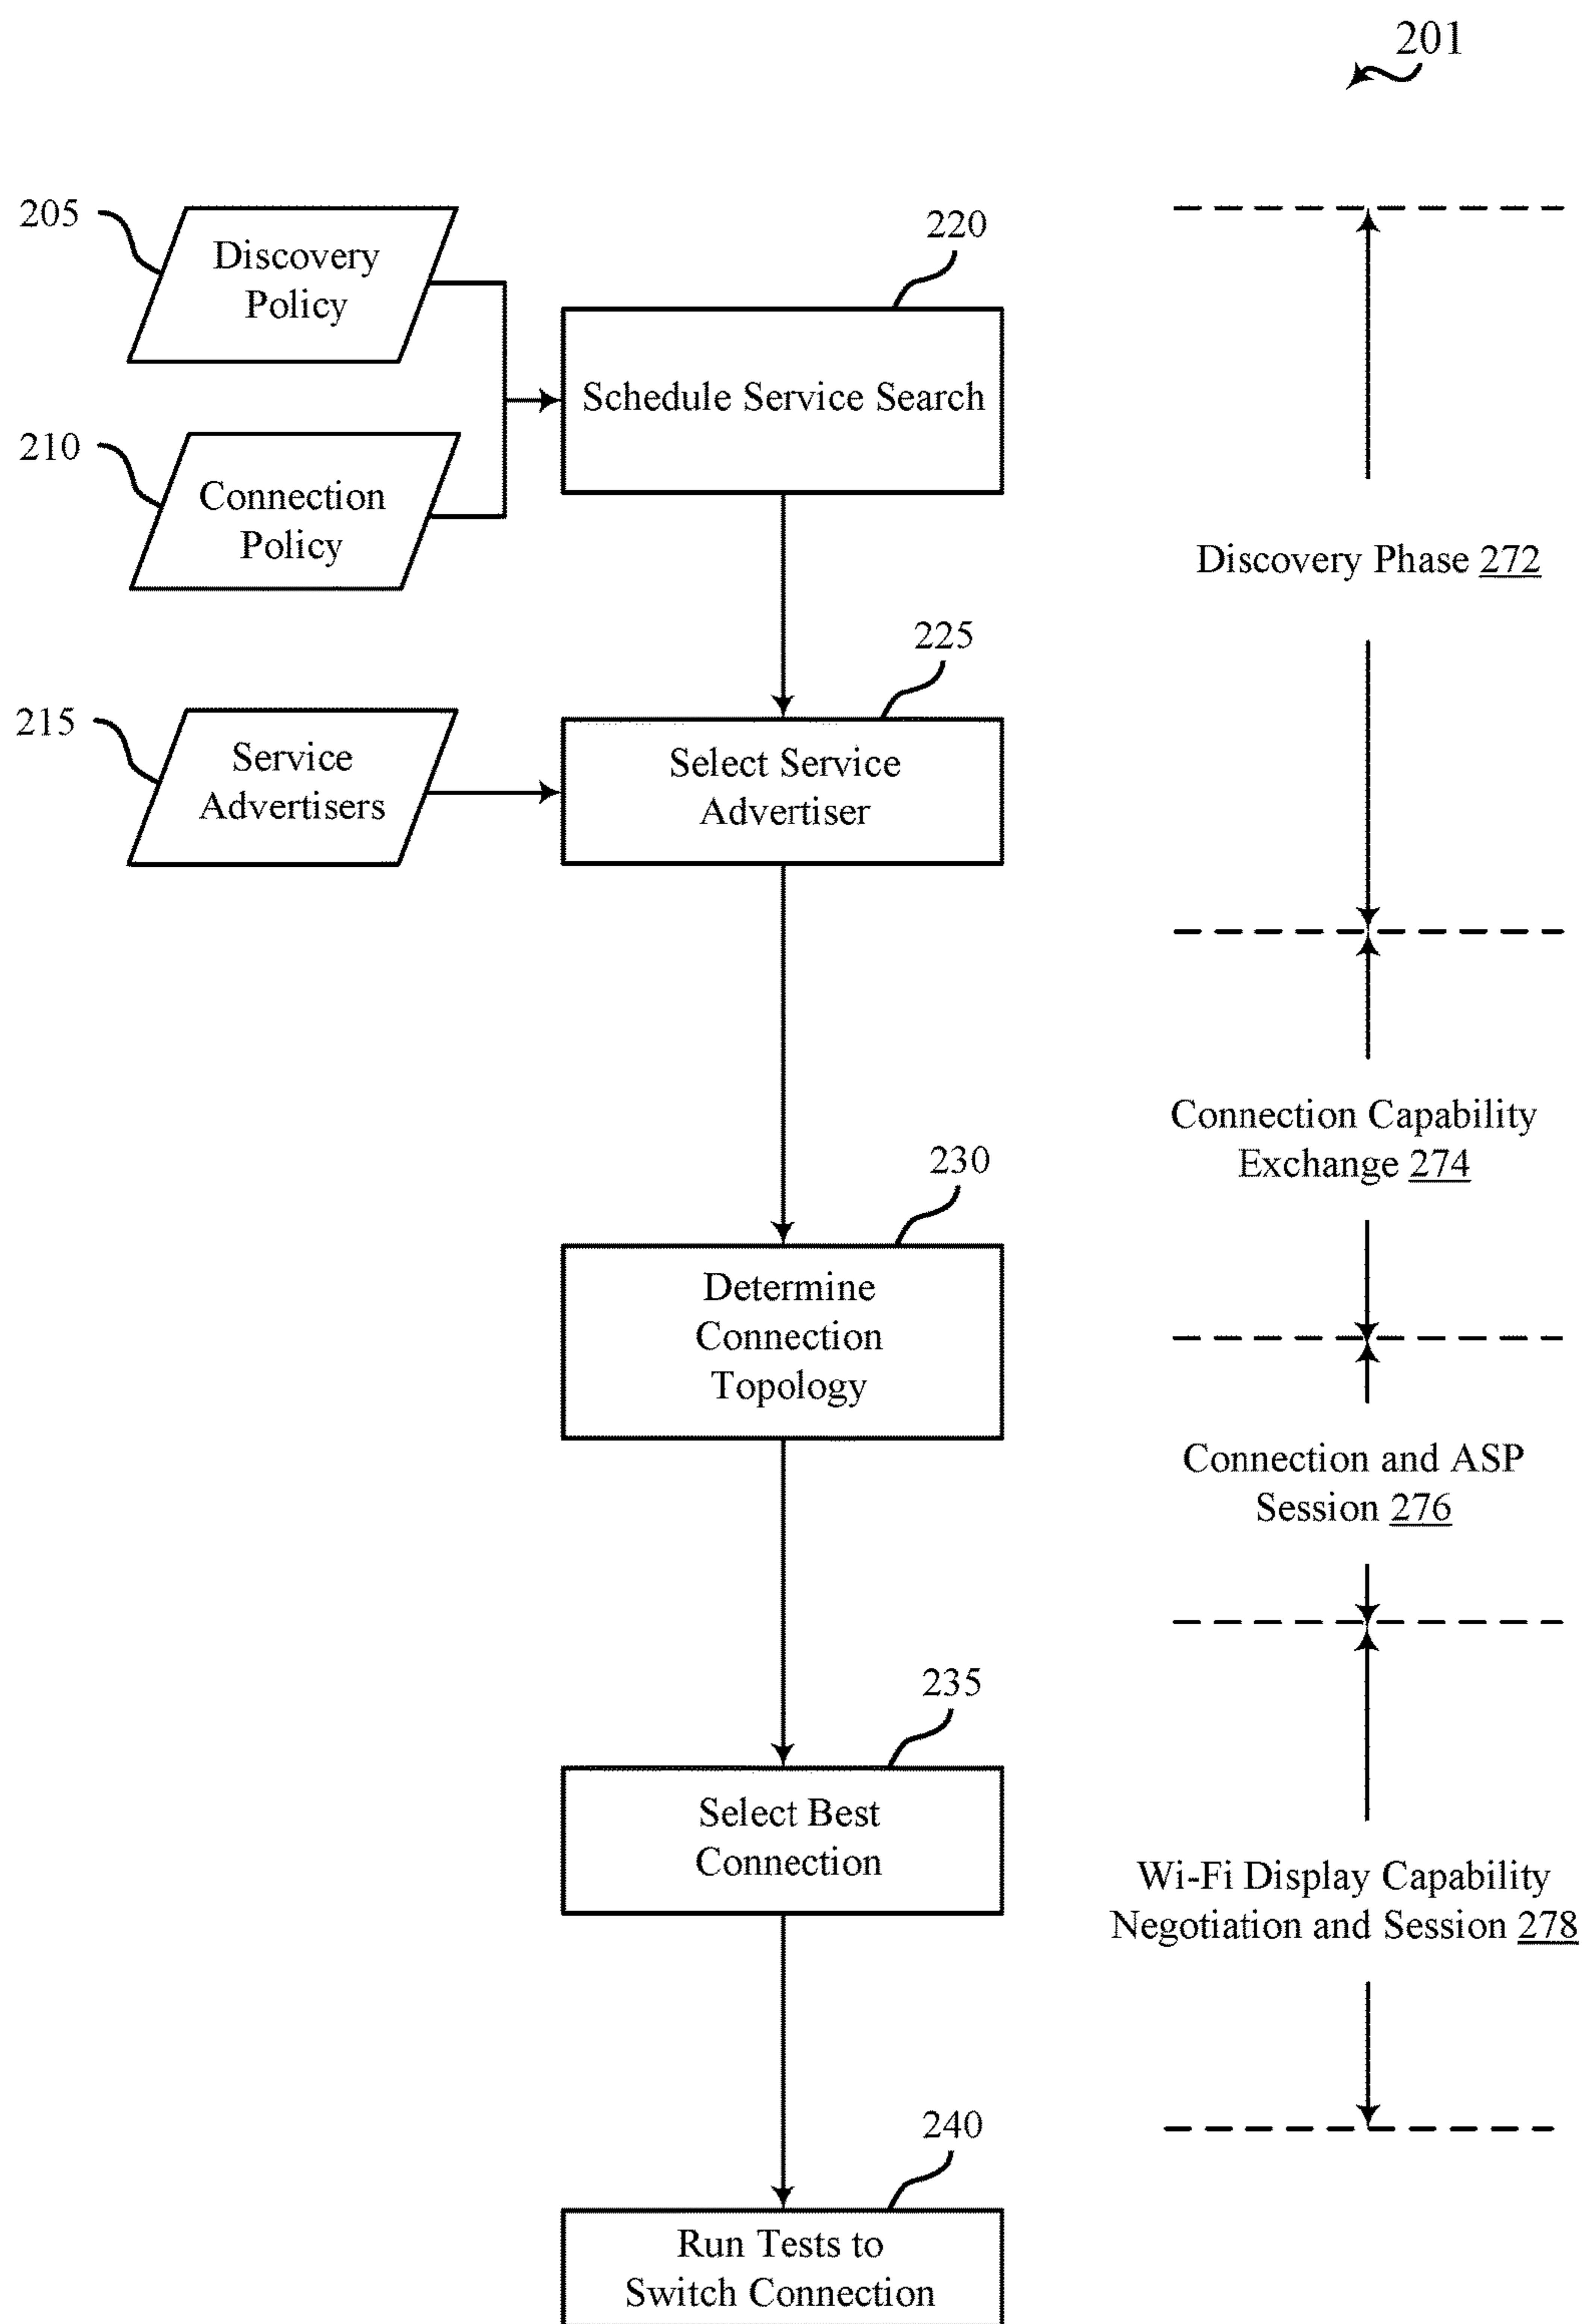 201
205
Discovery
Policy
220
Schedule Service Search
210
Connection
Policy
Discovery Phase 272
225
215
Service
Advertisers
Select Service
Advertiser
Connection Capability
Exchange 274
230
Determine
Connection
Topology
Connection and ASP
Session 276
235
Select Best
Connection
Wi-Fi Display Capability
Negotiation and Session 278
240
Run Tests to
Switch Connection